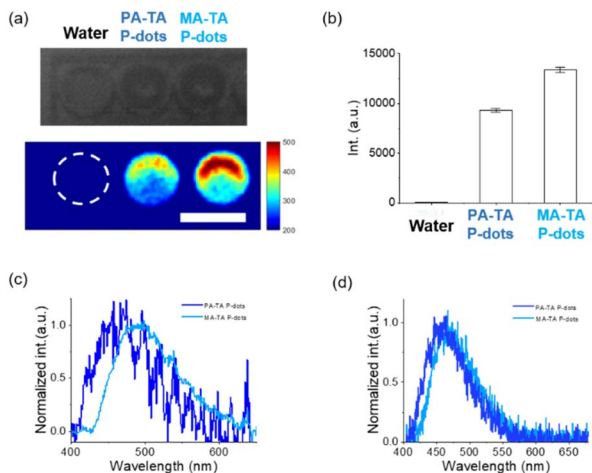 (a)
Water
PA-TA
P-dots
MA-TA
P-dots
500
400
300
200
(b)
Int. (a.u.)
15000
10000
5000
0
Water
PA-TA
P-dots
MA-TA
P-dots
(c)
Normalized int.(a.u.)
1.0
0.5
0.0
PA-TA P-dots
MA-TA P-dots
400
500
600
Wavelength (nm)
(d)
Normalized int.(a.u.)
1.0
0.5
0.0
PA-TA P-dots
MA-TA P-dots
400
450
500
550
600
650
Wavelength (nm)